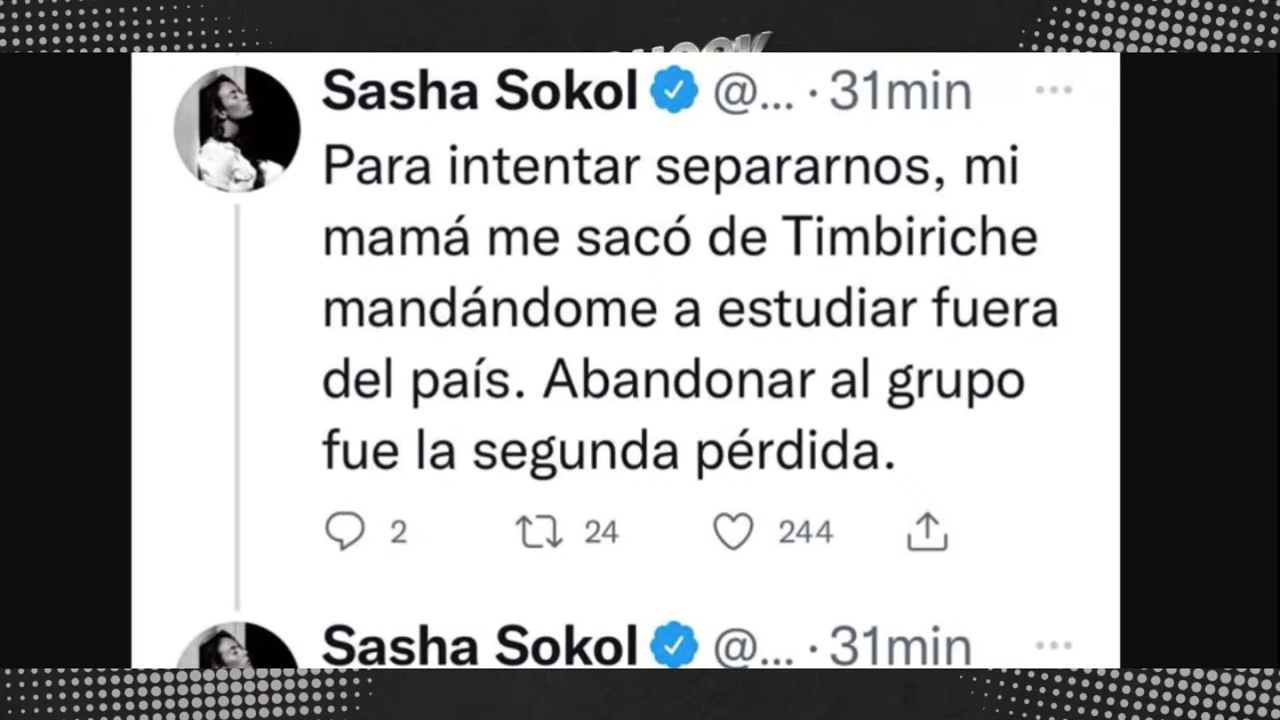 Sasha Sokol @... · 31min
Para intentar separarnos, mi
mamá me sacó de Timbiriche
mandándome a estudiar fuera
del país. Abandonar al grupo
fue la segunda pérdida.
2 24 244
Sasha Sokol @... · 31min